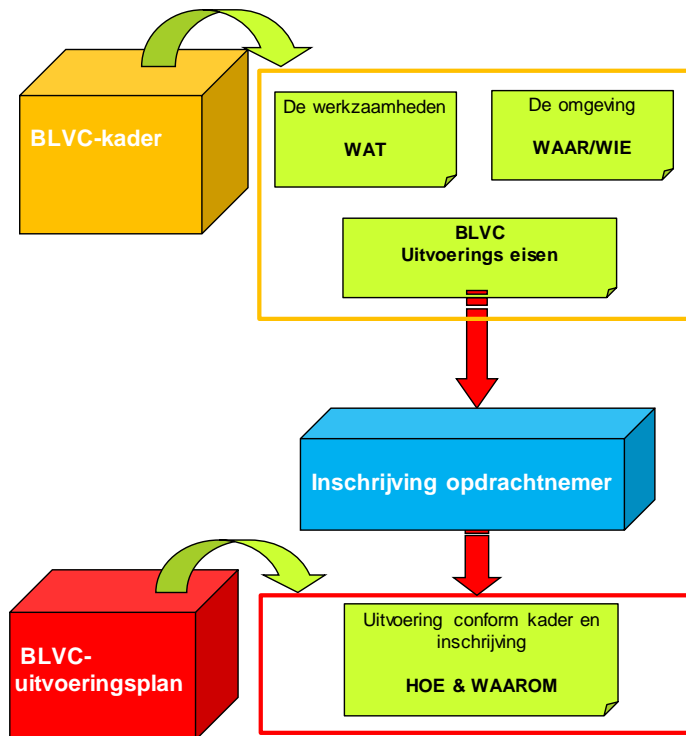 BLVC-kader
De werkzaamheden
WAT
De omgeving
WAAR/WIE
BLVC
Uitvoerings eisen
Inschrijving opdrachtnemer
BLVC-
uitvoeringsplan
Uitvoering conform kader en
inschrijving
HOE & WAAROM